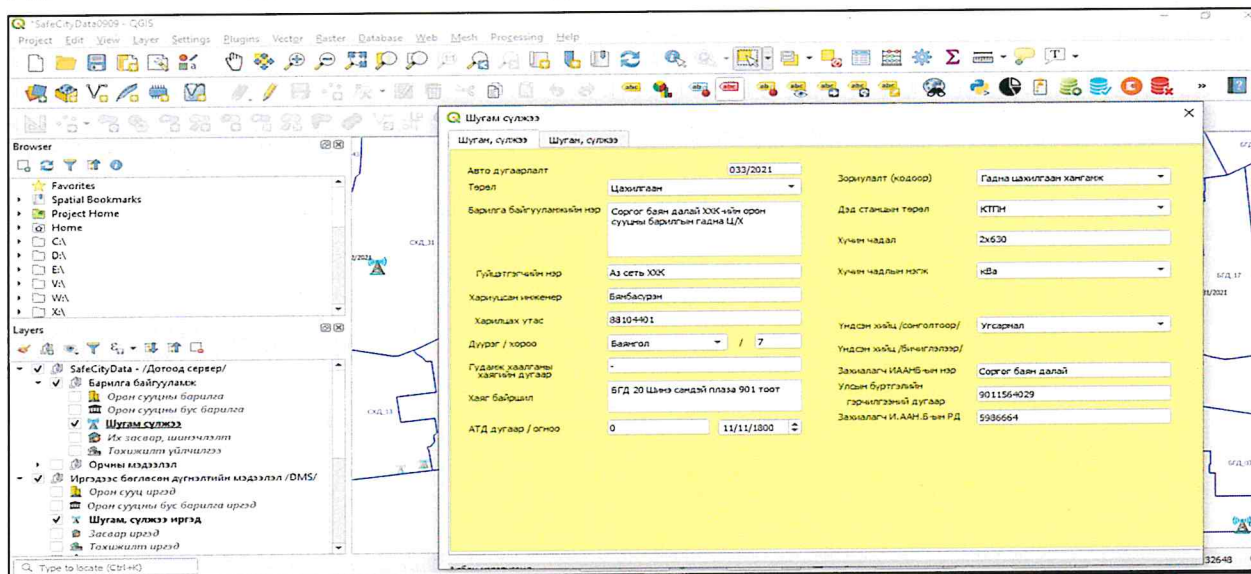 *SafeCityData0909 - QGIS
Project Edit View Layer Settings Plugins Vector Raster Database Web Mesh Processing Help
Browser
Favorites
Spatial Bookmarks
Project Home
Home
C:\
D:\
E:\
V:\
W:\
X:\
Layers
SafeCityData - /Дотоод сервер/
Барилга байгууламж
Орон сууцны барилга
Орон сууцны бус барилга
Шугам сүлжээ
Их засвар, шинэчлэлт
Тохижилт үйлчилгээ
Орчны мэдээлэл
Иргэдээс бөглөсөн дүгнэлтийн мэдээлэл /DMS/
Орон сууц иргэд
Орон сууцны бус барилга иргэд
Шугам, сүлжээ иргэд
Засвар иргэд
Тохижилт иргэд
Type to locate (Ctrl+K)
СХД_31
СХД_13
Шугам сүлжээ
Шугам, сүлжээ Шугам, сүлжээ
Авто дугаарлалт 033/2021
Төрөл Цахилгаан
Барилга байгууламжийн нэр Соргог баян далай ХХК-ийн орон
сууцны барилгын гадна Ц/Х
Гүйцэтгэгчийн нэр Аз сеть ХХК
Хариуцсан инженер Бямбасүрэн
Харилцах утас 88104401
Дүүрэг / хороо Баянгол / 7
Гудамж хаалганы
хаягийн дугаар -
Хаяг байршил БГД 20 Шинэ сандэй плаза 901 тоот
АТД дугаар / огноо 0 11/11/1800
Зориулалт (кодоор) Гадна цахилгаан хангамж
Дэд станцын төрөл КТПН
Хүчин чадал 2x630
Хүчин чадлын нэгж кВа
Үндсэн хийц /сонголтоор/ Угсармал
Үндсэн хийц /бичиглэлээр/
Захиалагч ИААНБ-ын нэр Соргог баян далай
Улсын бүртгэлийн
гэрчилгээний дугаар 9011564029
Захиалагч И.ААН.Б-ын РД 5986664
БГД_17
32648